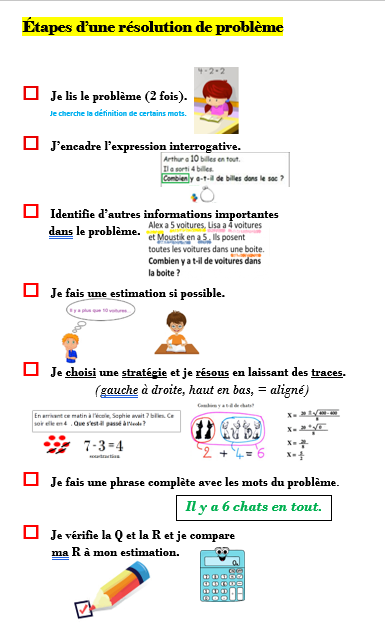 Étapes d'une résolution de problème
Je lis le problème (2 fois).
4 - 2 = 2
Je cherche la définition de certains mots.
J'encadre l'expression interrogative.
Arthur a 10 billes en tout.
Il a sorti 4 billes.
Combien y a-t-il de billes dans le sac ?
Identifie d'autres informations importantes
dans le problème.
Alex a 5 voitures, Lisa a 4 voitures
et Moustik en a 5 . Ils posent
toutes les voitures dans une boite.
Combien y a t-il de voitures dans
la boite ?
Je fais une estimation si possible.
Il y a plus que 10 voitures.
Je choisi une stratégie et je résous en laissant des traces.
(gauche à droite, haut en bas, = aligné)
En arrivant ce matin à l'école, Sophie avait 7 billes. Ce
soir elle en 4 . Que s'est-il passé à l'école ?
7 - 3 = 4
soustraction
Combien y a t-il de chats?
2 + 4 = 6
Je fais une phrase complète avec les mots du problème.
Il y a 6 chats en tout.
Je vérifie la Q et la R et je compare
ma R à mon estimation.